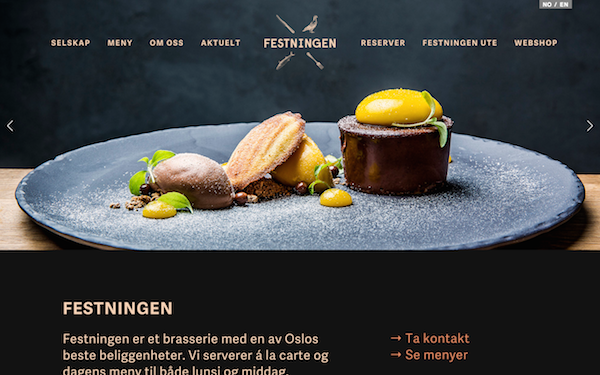 NO / EN
SELSKAP MENY OM OSS AKTUELT FESTNINGEN RESERVER FESTNINGEN UTE WEBSHOP
FESTNINGEN
Festningen er et brasserie med en av Oslos
beste beliggenheter. Vi serverer á la carte og
dagens meny til både lunsj og middag.
→ Ta kontakt
→ Se menyer